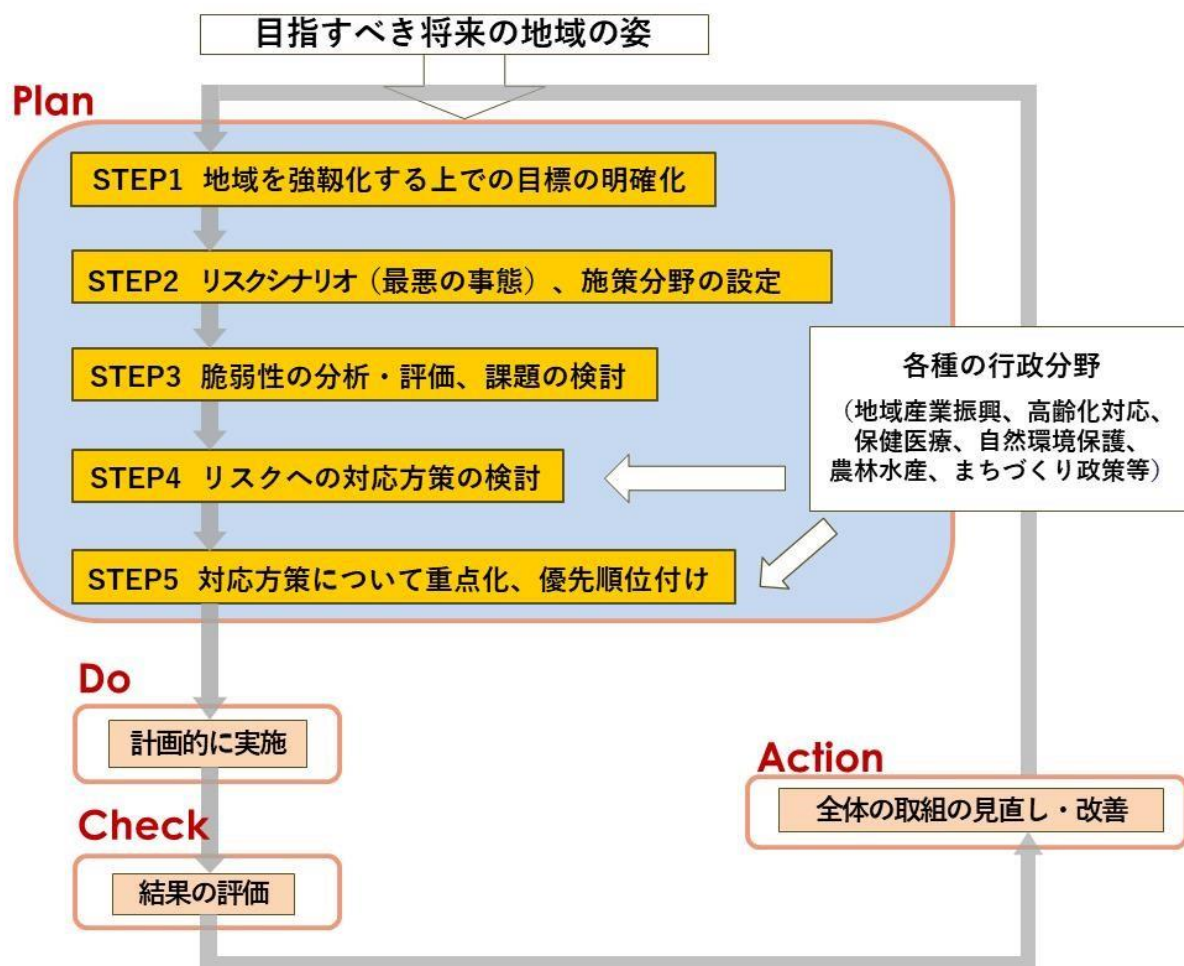 目指すべき将来の地域の姿
Plan
STEP1 地域を強靱化する上での目標の明確化
STEP2 リスクシナリオ（最悪の事態）、施策分野の設定
STEP3 脆弱性の分析・評価、課題の検討
STEP4 リスクへの対応方策の検討
STEP5 対応方策について重点化、優先順位付け
各種の行政分野
（地域産業振興、高齢化対応、
保健医療、自然環境保護、
農林水産、まちづくり政策等）
Do
計画的に実施
Check
結果の評価
Action
全体の取組の見直し・改善